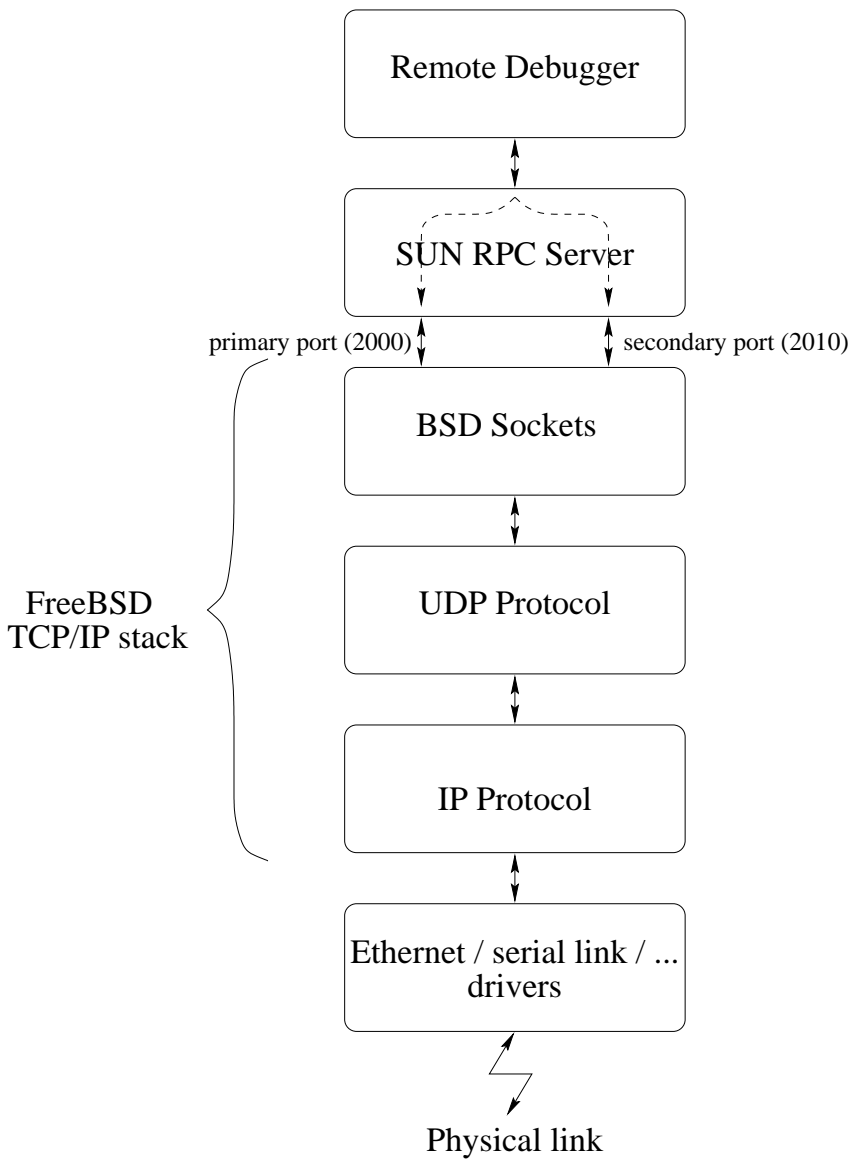 Remote Debugger
SUN RPC Server
primary port (2000)
secondary port (2010)
BSD Sockets
UDP Protocol
FreeBSD
TCP/IP stack
IP Protocol
Ethernet / serial link / ...
drivers
Physical link